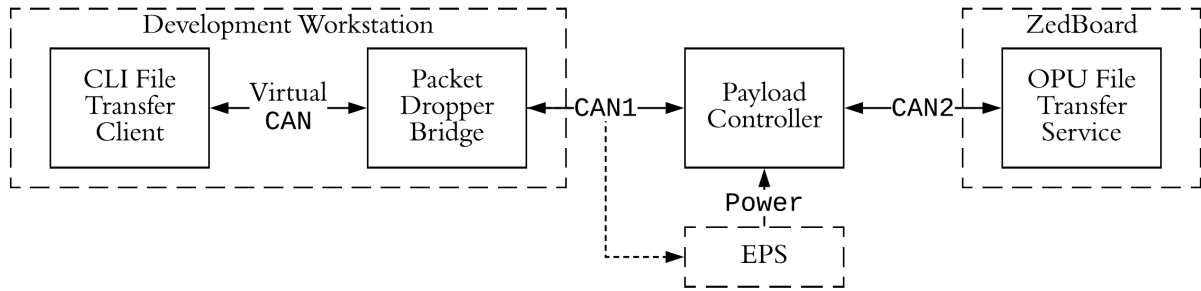 Development Workstation
ZedBoard
CLI File
Transfer
Client
Virtual
CAN
Packet
Dropper
Bridge
CAN1
Payload
Controller
CAN2
OPU File
Transfer
Service
Power
EPS